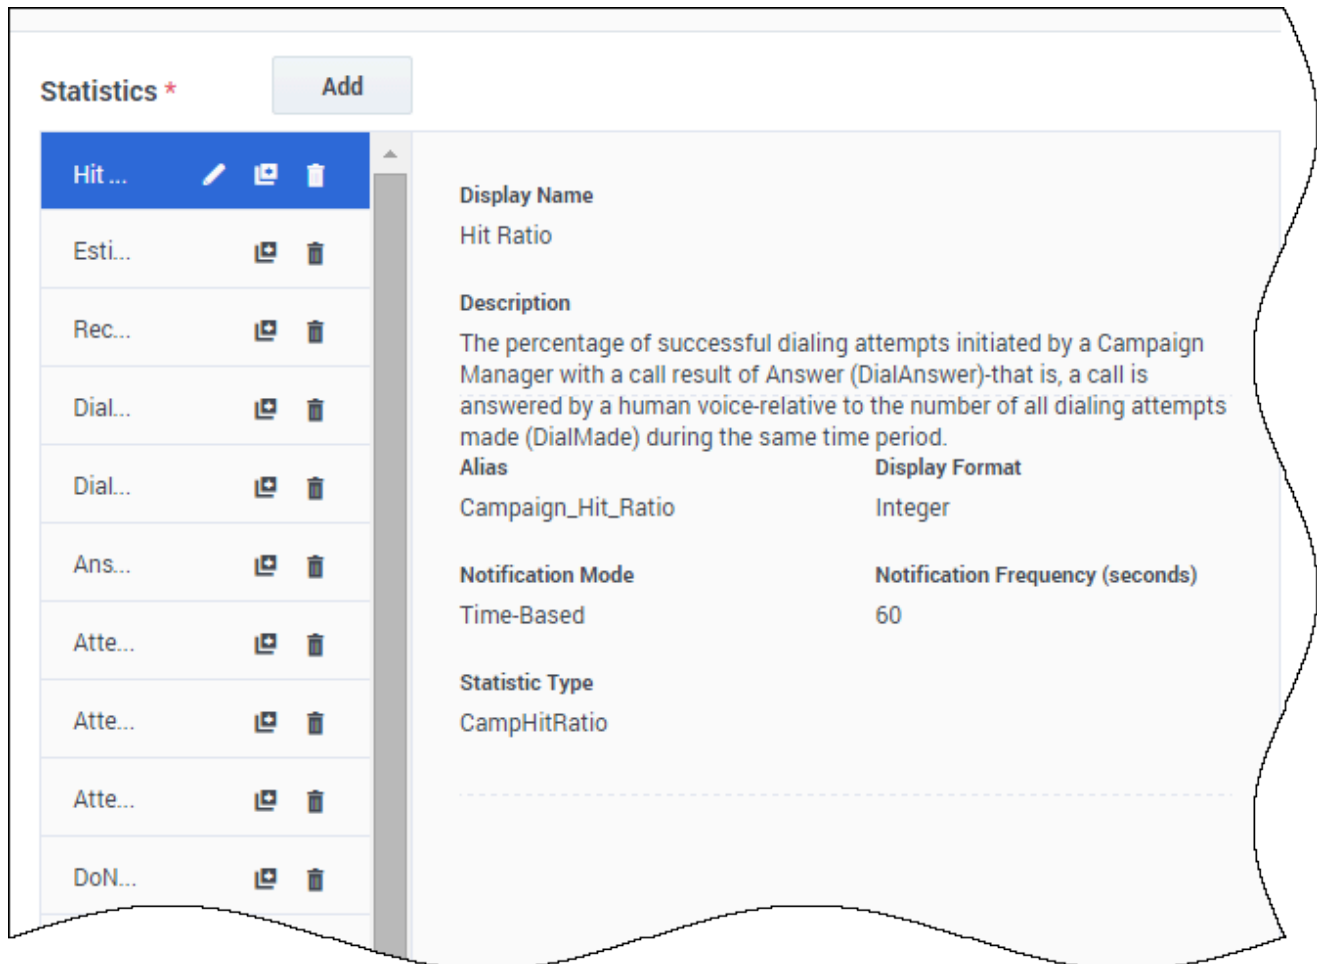 Statistics *
Add
Hit ...
Esti...
Rec...
Dial...
Dial...
Ans...
Atte...
Atte...
Atte...
DoN...
Display Name
Hit Ratio
Description
The percentage of successful dialing attempts initiated by a Campaign
Manager with a call result of Answer (DialAnswer)-that is, a call is
answered by a human voice-relative to the number of all dialing attempts
made (DialMade) during the same time period.
Alias
Display Format
Campaign_Hit_Ratio
Integer
Notification Mode
Notification Frequency (seconds)
Time-Based
60
Statistic Type
CampHitRatio